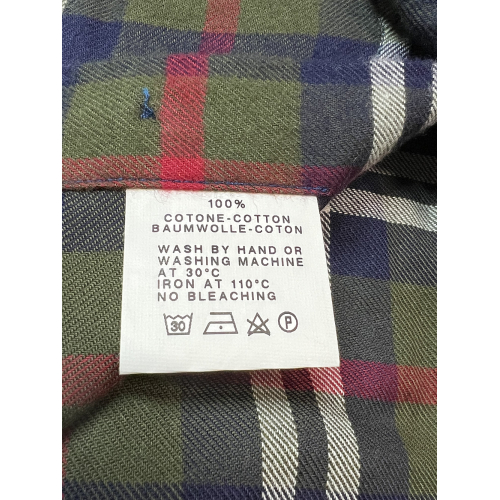 100%
COTONE-COTTON
BAUMWOLLE-COTON
WASH BY HAND OR
WASHING MACHINE
AT 30°C
IRON AT 110°C
NO BLEACHING
30 P